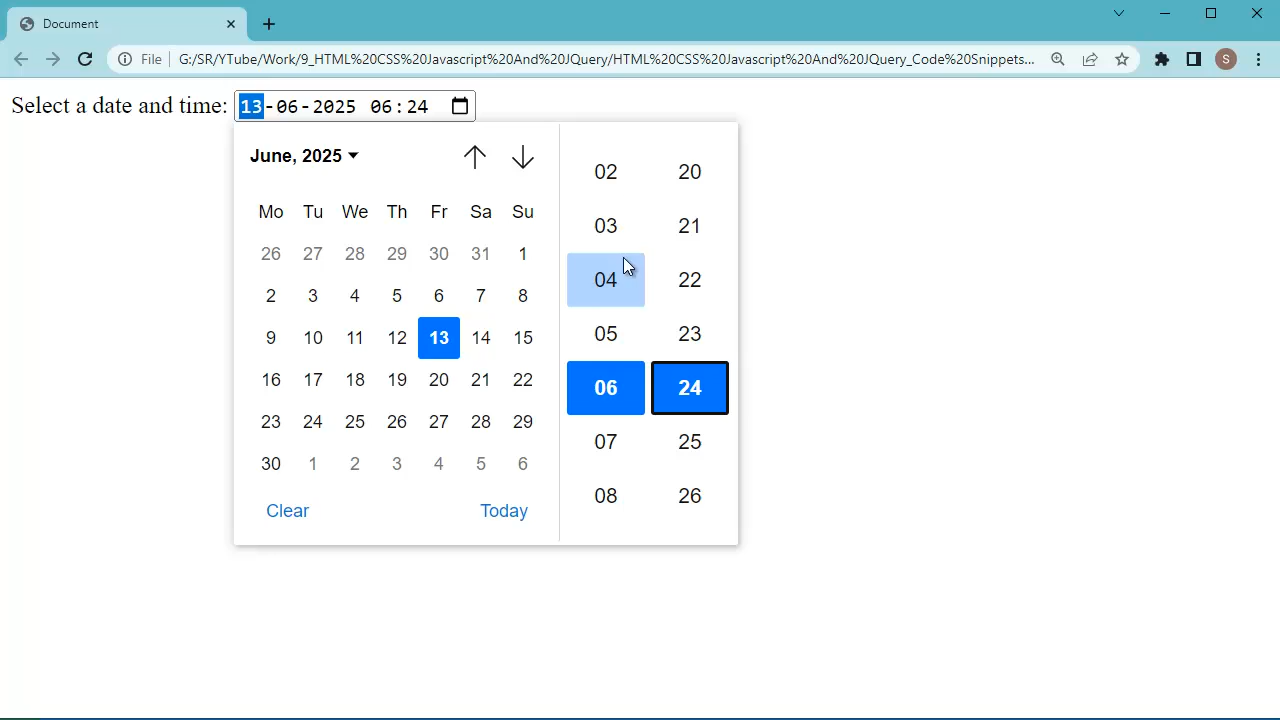 Document
File
G:/SR/YTube/Work/9_HTML%20CSS%20Javascript%20And%20JQuery/HTML%20CSS%20Javascript%20And%20JQuery_Code%20Snippets...
S
Select a date and time: 13-06-2025 06:24
June, 2025
Mo Tu We Th Fr Sa Su
26 27 28 29 30 31 1
2 3 4 5 6 7 8
9 10 11 12 13 14 15
16 17 18 19 20 21 22
23 24 25 26 27 28 29
30 1 2 3 4 5 6
Clear Today
02 20
03 21
04 22
05 23
06 24
07 25
08 26